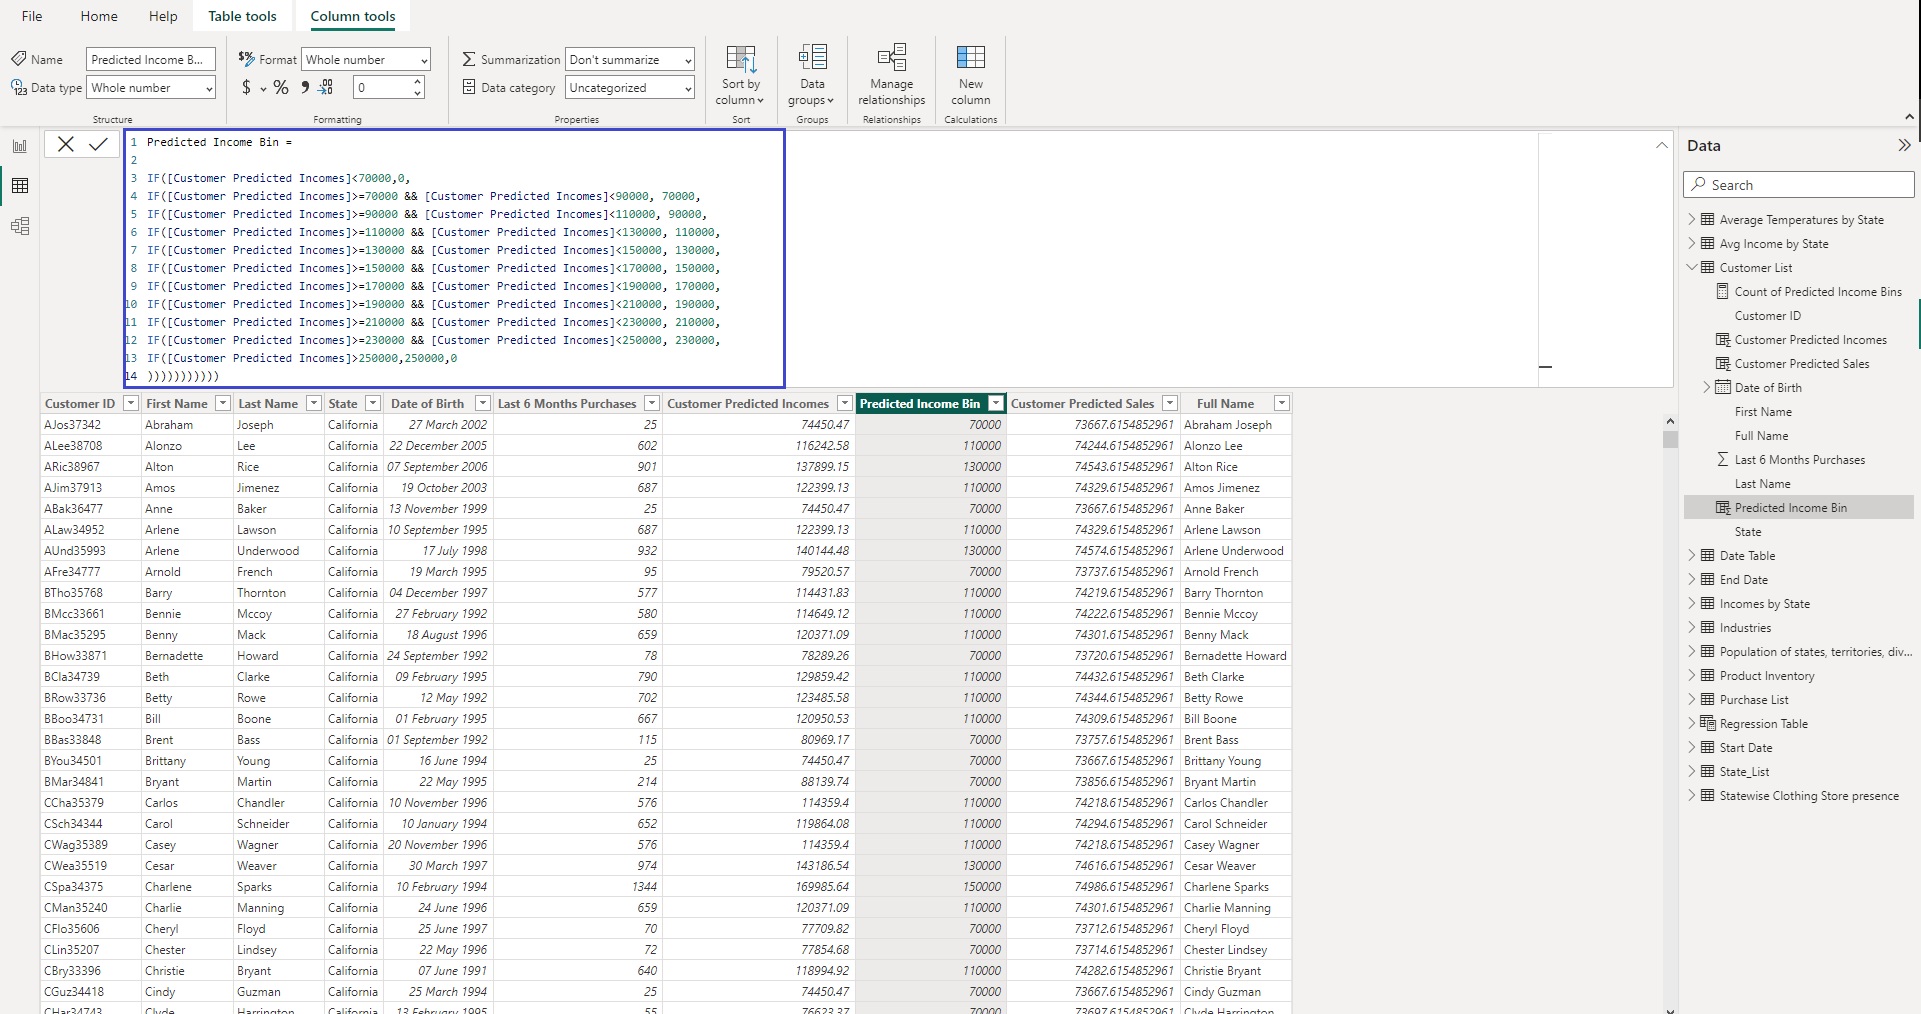 File Home Help Table tools Column tools
Name Predicted Income B... $% Format Whole number Σ Summarization Don't summarize
Data type Whole number $ % 0 Data category Uncategorized
Sort by column Data groups Manage relationships New column
Structure Formatting Properties Sort Groups Relationships Calculations
1 Predicted Income Bin =
2
3 IF([Customer Predicted Incomes]<70000,0,
4 IF([Customer Predicted Incomes]>=70000 && [Customer Predicted Incomes]<90000, 70000,
5 IF([Customer Predicted Incomes]>=90000 && [Customer Predicted Incomes]<110000, 90000,
6 IF([Customer Predicted Incomes]>=110000 && [Customer Predicted Incomes]<130000, 110000,
7 IF([Customer Predicted Incomes]>=130000 && [Customer Predicted Incomes]<150000, 130000,
8 IF([Customer Predicted Incomes]>=150000 && [Customer Predicted Incomes]<170000, 150000,
9 IF([Customer Predicted Incomes]>=170000 && [Customer Predicted Incomes]<190000, 170000,
10 IF([Customer Predicted Incomes]>=190000 && [Customer Predicted Incomes]<210000, 190000,
11 IF([Customer Predicted Incomes]>=210000 && [Customer Predicted Incomes]<230000, 210000,
12 IF([Customer Predicted Incomes]>=230000 && [Customer Predicted Incomes]<250000, 230000,
13 IF([Customer Predicted Incomes]>250000,250000,0
14 )))))))))))
Customer ID First Name Last Name State Date of Birth Last 6 Months Purchases Customer Predicted Incomes Predicted Income Bin Customer Predicted Sales Full Name
AJos37342 Abraham Joseph California 27 March 2002 25 74450.47 70000 73667.6154852961 Abraham Joseph
ALee38708 Alonzo Lee California 22 December 2005 602 116242.58 110000 74244.6154852961 Alonzo Lee
ARic38967 Alton Rice California 07 September 2006 901 137899.15 130000 74543.6154852961 Alton Rice
AJim37913 Amos Jimenez California 19 October 2003 687 122399.13 110000 74329.6154852961 Amos Jimenez
ABak36477 Anne Baker California 13 November 1999 25 74450.47 70000 73667.6154852961 Anne Baker
ALaw34952 Arlene Lawson California 10 September 1995 687 122399.13 110000 74329.6154852961 Arlene Lawson
AUnd35993 Arlene Underwood California 17 July 1998 932 140144.48 130000 74574.6154852961 Arlene Underwood
AFre34777 Arnold French California 19 March 1995 95 79520.57 70000 73737.6154852961 Arnold French
BTho35768 Barry Thornton California 04 December 1997 577 114431.83 110000 74219.6154852961 Barry Thornton
BMcc33661 Bennie Mccoy California 27 February 1992 580 114649.12 110000 74222.6154852961 Bennie Mccoy
BMac35295 Benny Mack California 18 August 1996 659 120371.09 110000 74301.6154852961 Benny Mack
BHow33871 Bernadette Howard California 24 September 1992 78 78289.26 70000 73720.6154852961 Bernadette Howard
BCla34739 Beth Clarke California 09 February 1995 790 129859.42 110000 74432.6154852961 Beth Clarke
BRow33736 Betty Rowe California 12 May 1992 702 123485.58 110000 74344.6154852961 Betty Rowe
BBoo34731 Bill Boone California 01 February 1995 667 120950.53 110000 74309.6154852961 Bill Boone
BBas33848 Brent Bass California 01 September 1992 115 80969.17 70000 73757.6154852961 Brent Bass
BYou34501 Brittany Young California 16 June 1994 25 74450.47 70000 73667.6154852961 Brittany Young
BMar34841 Bryant Martin California 22 May 1995 214 88139.74 70000 73856.6154852961 Bryant Martin
CCha35379 Carlos Chandler California 10 November 1996 576 114359.4 110000 74218.6154852961 Carlos Chandler
CSch34344 Carol Schneider California 10 January 1994 652 119864.08 110000 74294.6154852961 Carol Schneider
CWag35389 Casey Wagner California 20 November 1996 576 114359.4 110000 74218.6154852961 Casey Wagner
CWea35519 Cesar Weaver California 30 March 1997 974 143186.54 130000 74616.6154852961 Cesar Weaver
CSpa34375 Charlene Sparks California 10 February 1994 1344 169985.64 150000 74986.6154852961 Charlene Sparks
CMan35240 Charlie Manning California 24 June 1996 659 120371.09 110000 74301.6154852961 Charlie Manning
CFlo35606 Cheryl Floyd California 25 June 1997 70 77709.82 70000 73712.6154852961 Cheryl Floyd
CLin35207 Chester Lindsey California 22 May 1996 72 77854.68 70000 73714.6154852961 Chester Lindsey
CBry33396 Christie Bryant California 07 June 1991 640 118994.92 110000 74282.6154852961 Christie Bryant
CGuz34418 Cindy Guzman California 25 March 1994 25 74450.47 70000 73667.6154852961 Cindy Guzman
CHar34743 Clyde Harrington California 13 February 1995 55 76623.37 70000 73697.6154852961 Clyde Harrington
Data
Search
Average Temperatures by State
Avg Income by State
Customer List
Count of Predicted Income Bins
Customer ID
Customer Predicted Incomes
Customer Predicted Sales
Date of Birth
First Name
Full Name
Σ Last 6 Months Purchases
Last Name
Predicted Income Bin
State
Date Table
End Date
Incomes by State
Industries
Population of states, territories, div...
Product Inventory
Purchase List
Regression Table
Start Date
State_List
Statewise Clothing Store presence